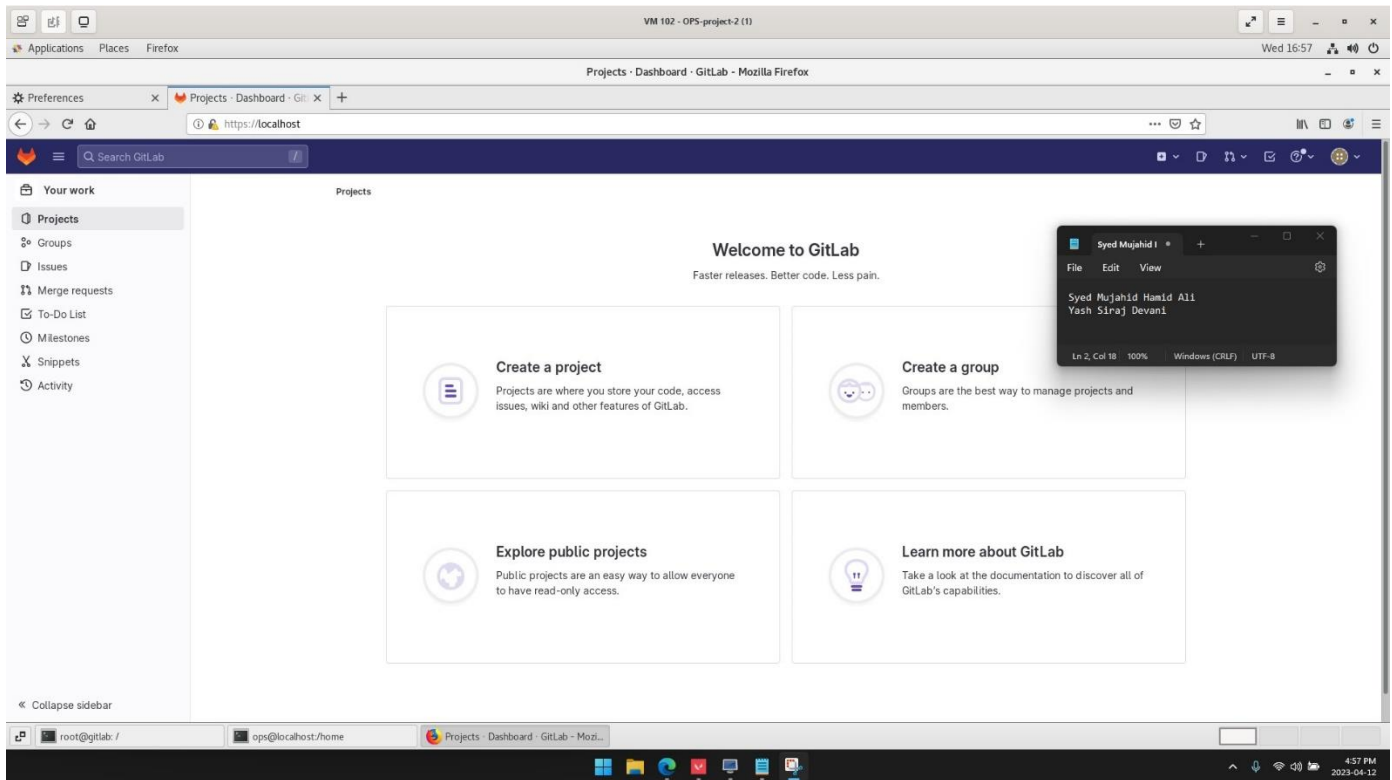 VM 102 - OPS-project-2 (1)
Applications Places Firefox
Wed 16:57
Projects · Dashboard · GitLab - Mozilla Firefox
Preferences
Projects · Dashboard · Git
https://localhost
Search GitLab
/
Your work
Projects
Groups
Issues
Merge requests
To-Do List
Milestones
Snippets
Activity
Collapse sidebar
Projects
Welcome to GitLab
Faster releases. Better code. Less pain.
Create a project
Projects are where you store your code, access
issues, wiki and other features of GitLab.
Create a group
Groups are the best way to manage projects and
members.
Explore public projects
Public projects are an easy way to allow everyone
to have read-only access.
Learn more about GitLab
Take a look at the documentation to discover all of
GitLab's capabilities.
Syed Mujahid
File Edit View
Syed Mujahid Hamid Ali
Yash Siraj Devani
Ln 2, Col 18 100% Windows (CRLF) UTF-8
root@gitlab: /
ops@localhost:/home
Projects · Dashboard · GitLab - Mozi...
4:57 PM
2023-04-12